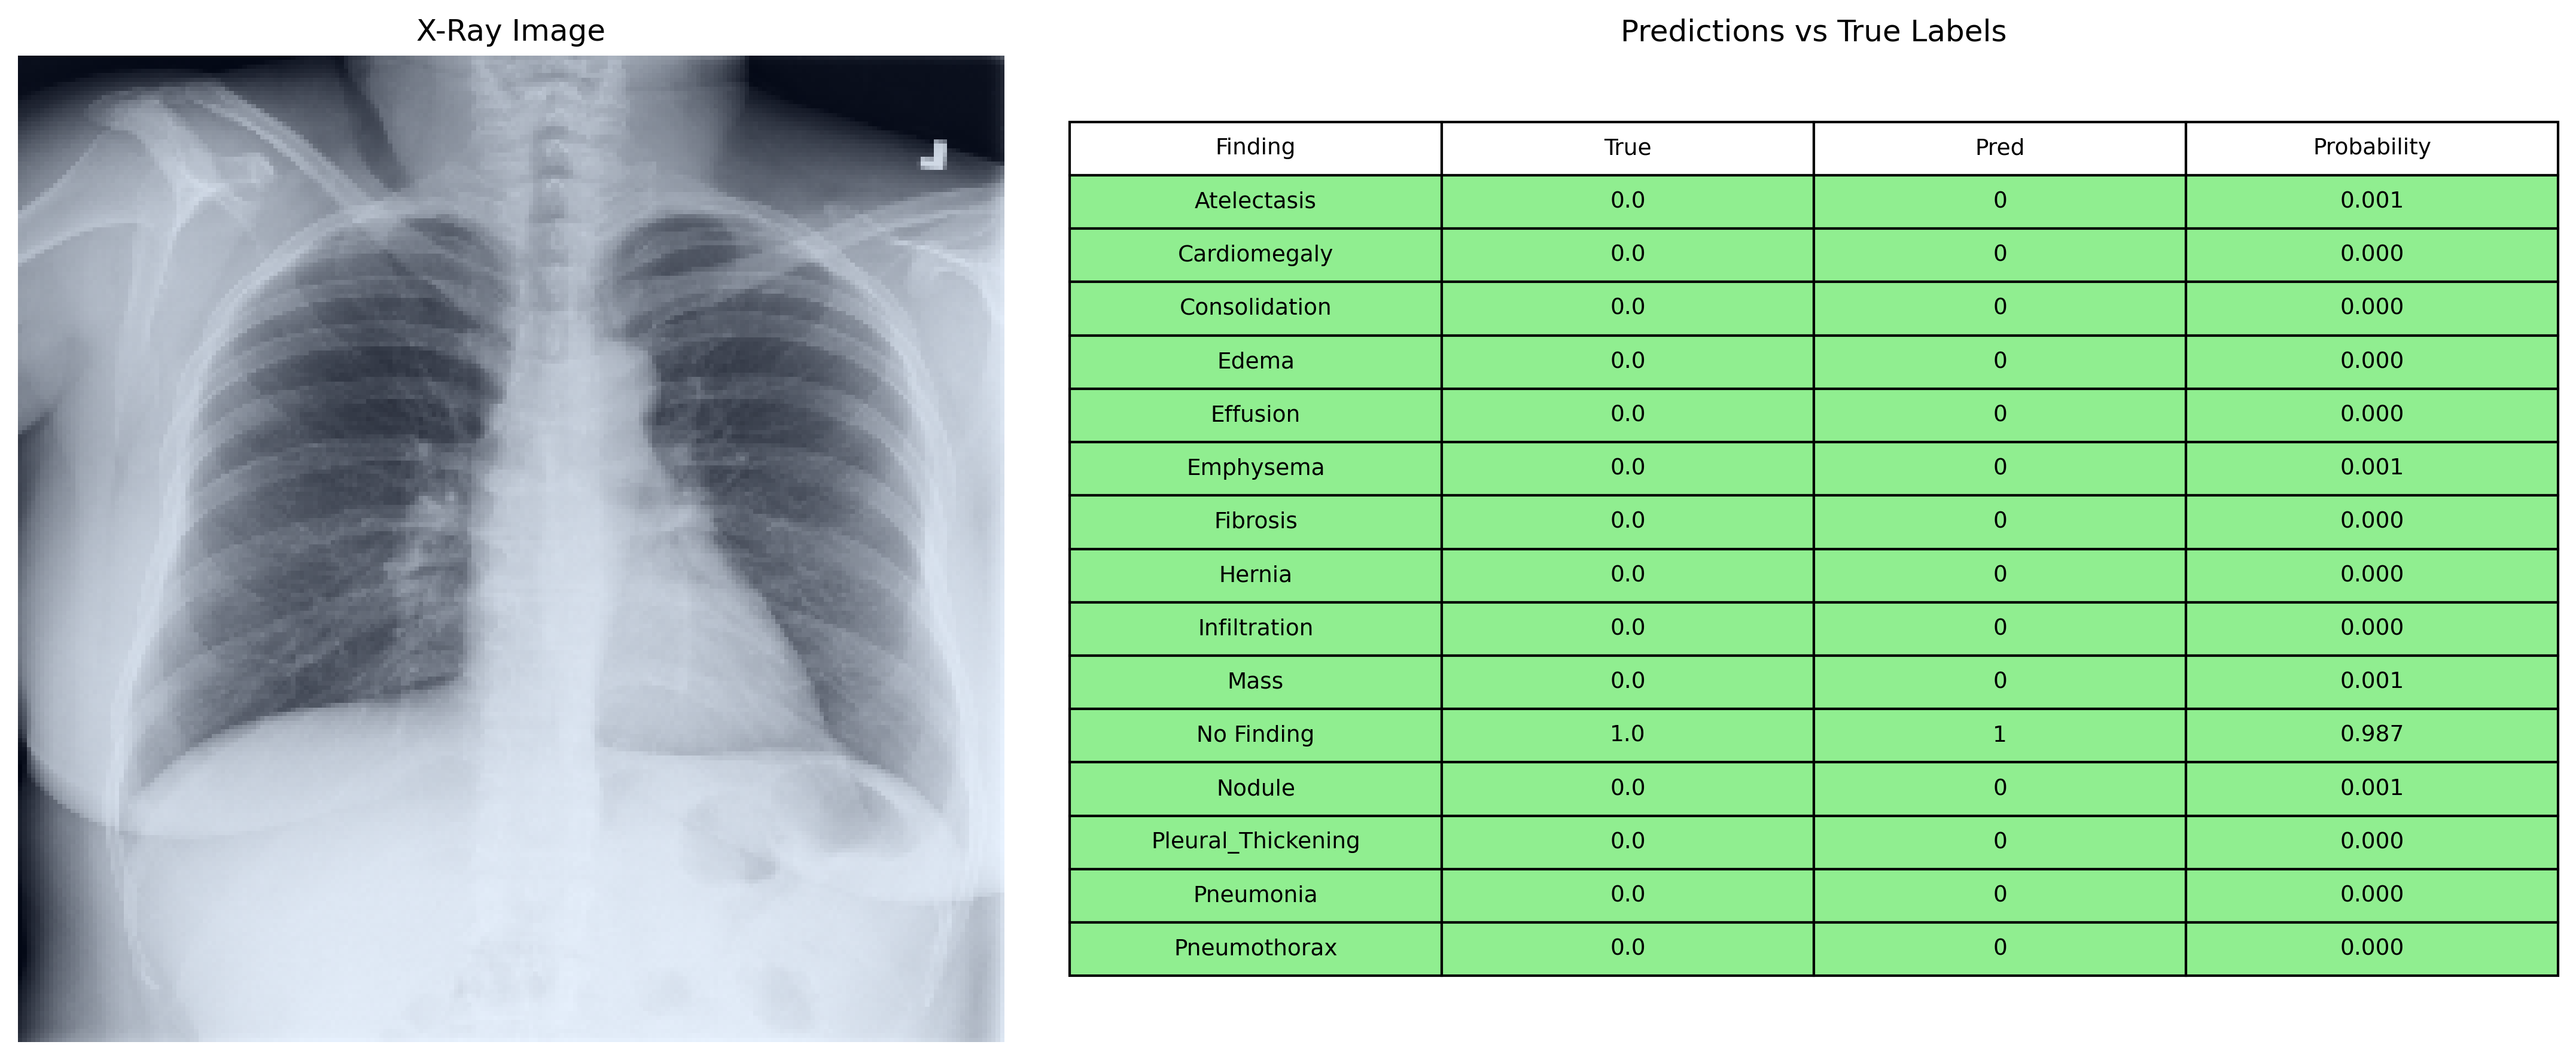 X-Ray Image
Predictions vs True Labels
Finding True Pred Probability
Atelectasis 0.0 0 0.001
Cardiomegaly 0.0 0 0.000
Consolidation 0.0 0 0.000
Edema 0.0 0 0.000
Effusion 0.0 0 0.000
Emphysema 0.0 0 0.001
Fibrosis 0.0 0 0.000
Hernia 0.0 0 0.000
Infiltration 0.0 0 0.000
Mass 0.0 0 0.001
No Finding 1.0 1 0.987
Nodule 0.0 0 0.001
Pleural_Thickening 0.0 0 0.000
Pneumonia 0.0 0 0.000
Pneumothorax 0.0 0 0.000